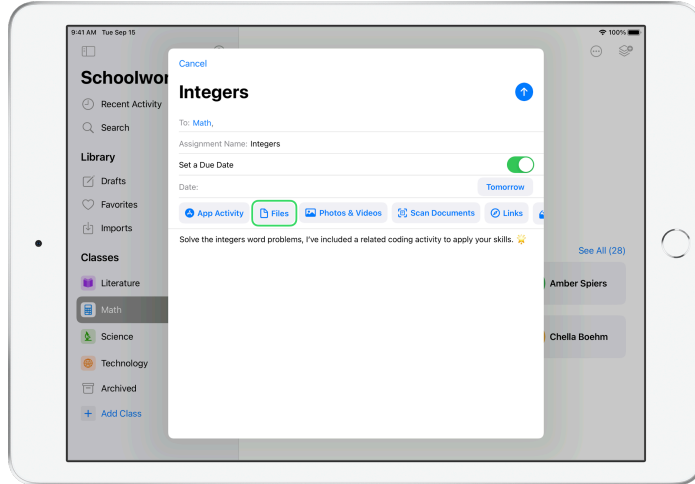 9:41 AM Tue Sep 15
100%
Cancel
Schoolwor
Integers
Recent Activity
To: Math,
Search
Assignment Name: Integers
Library
Set a Due Date
Drafts
Date:
Tomorrow
Favorites
App Activity
Files
Photos & Videos
Scan Documents
Links
Imports
Solve the integers word problems, I've included a related coding activity to apply your skills.
See All (28)
Classes
Literature
Amber Spiers
Math
Science
Chella Boehm
Technology
Archived
Add Class